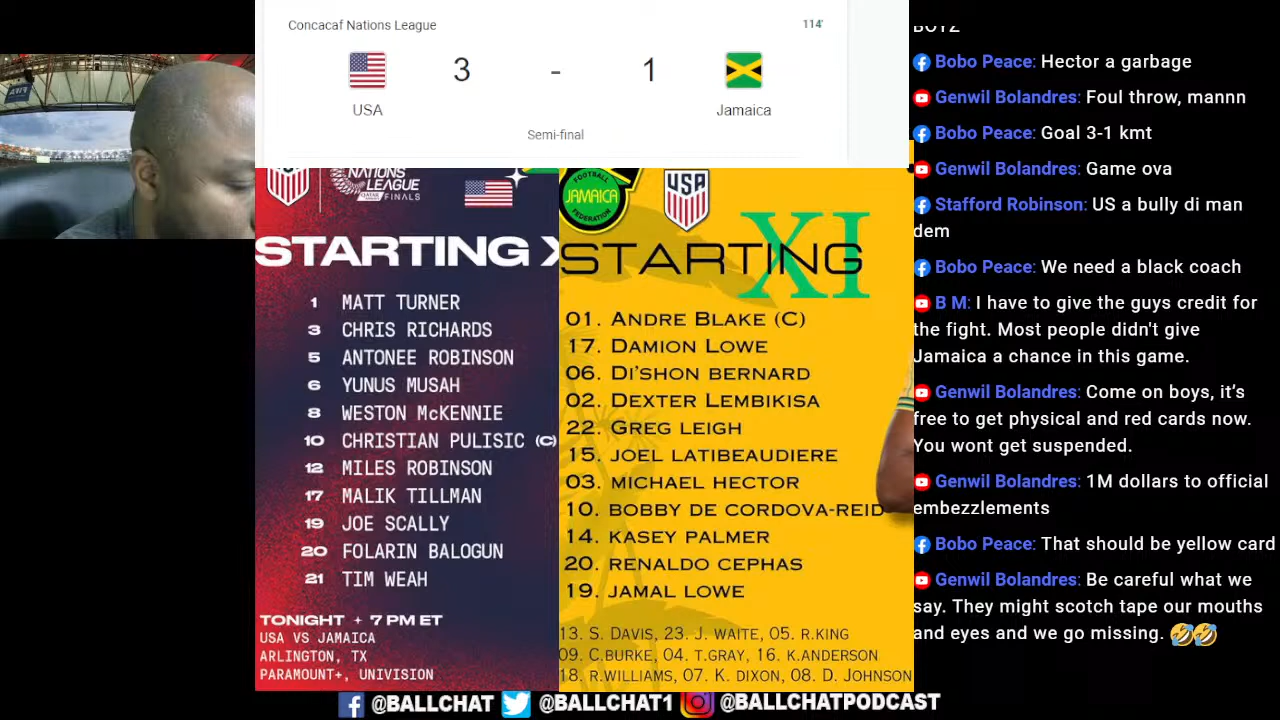 Concacaf Nations League
114'
3 - 1
USA
Jamaica
Semi-final
NATIONS
LEAGUE
FINALS
STARTING X
1 MATT TURNER
3 CHRIS RICHARDS
5 ANTONEE ROBINSON
6 YUNUS MUSAH
8 WESTON McKENNIE
10 CHRISTIAN PULISIC (C)
12 MILES ROBINSON
17 MALIK TILLMAN
19 JOE SCALLY
20 FOLARIN BALOGUN
21 TIM WEAH
TONIGHT + 7 PM ET
USA VS JAMAICA
ARLINGTON, TX
PARAMOUNT+, UNIVISION
FOOTBALL
JAMAICA
FEDERATION
USA
STARTING
XI
01. ANDRE BLAKE (C)
17. DAMION LOWE
06. DI'SHON BERNARD
02. DEXTER LEMBIKISA
22. GREG LEIGH
15. JOEL LATIBEAUDIERE
03. MICHAEL HECTOR
10. BOBBY DE CORDOVA-REID
14. KASEY PALMER
20. RENALDO CEPHAS
19. JAMAL LOWE
13. S. DAVIS, 23. J. WAITE, 05. R.KING
09. C.BURKE, 04. T.GRAY, 16. K.ANDERSON
18. R.WILLIAMS, 07. K. DIXON, 08. D. JOHNSON
Bobo Peace: Hector a garbage
Genwil Bolandres: Foul throw, mannn
Bobo Peace: Goal 3-1 kmt
Genwil Bolandres: Game ova
Stafford Robinson: US a bully di man
dem
Bobo Peace: We need a black coach
B M: I have to give the guys credit for
the fight. Most people didn't give
Jamaica a chance in this game.
Genwil Bolandres: Come on boys, it’s
free to get physical and red cards now.
You wont get suspended.
Genwil Bolandres: 1M dollars to official
embezzlements
Bobo Peace: That should be yellow card
Genwil Bolandres: Be careful what we
say. They might scotch tape our mouths
and eyes and we go missing. 🤣🤣
@BALLCHAT @BALLCHAT1 @BALLCHATPODCAST